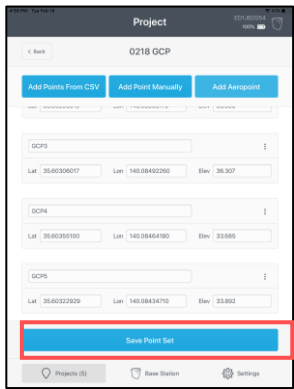 Project
100%
< Back
0218 GCP
Add Points From CSV Add Point Manually Add Aeropoint
GCP3
Lat 35.60306017 Lon 140.08492260 Elev 36.307
GCP4
Lat 35.60355100 Lon 140.08464180 Elev 33.685
GCP5
Lat 35.60322929 Lon 140.08434710 Elev 33.892
Save Point Set
Projects (5) Base Station Settings